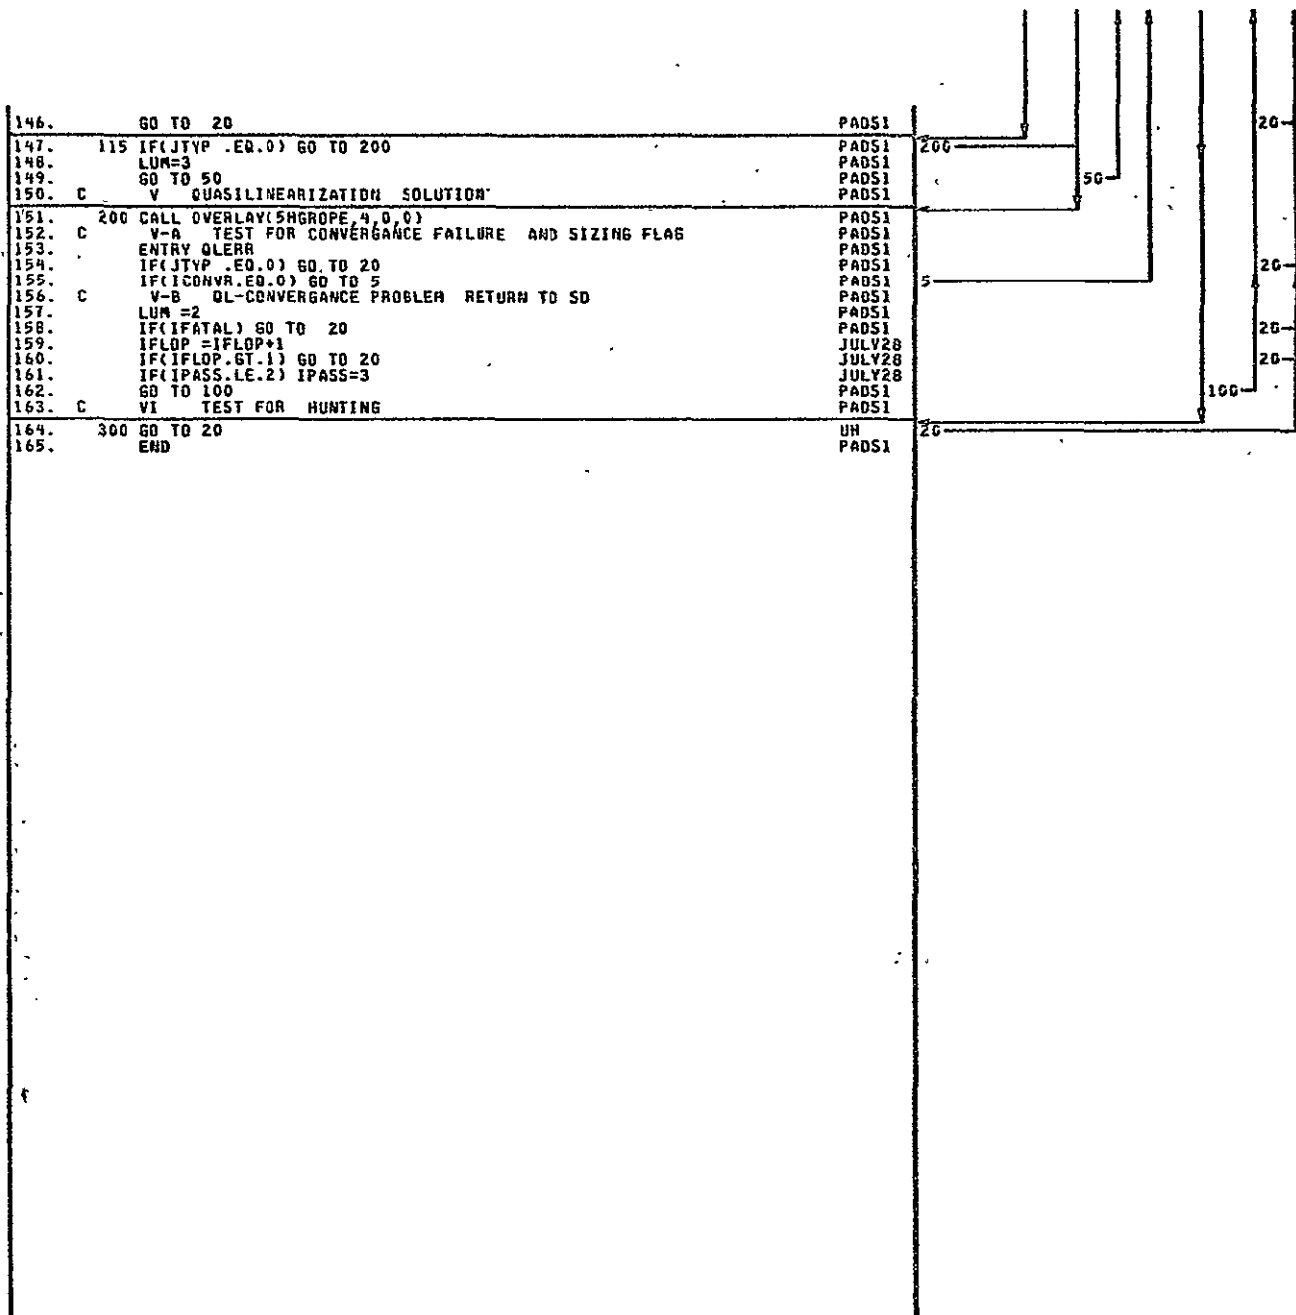 146. GO TO 20 PADS1 20
147. 115 IF(JTYP .EQ.0) GO TO 200 PADS1 200
148. LUM=3 PADS1
149. GO TO 50 PADS1 50
150. C V QUASILINEARIZATION SOLUTION PADS1
151. 200 CALL OVERLAY(5HGROPE,4,0,0) PADS1
152. C V-A TEST FOR CONVERGANCE FAILURE AND SIZING FLAG PADS1
153. ENTRY QLERR PADS1
154. IF(JTYP .EQ.0) GO TO 20 PADS1 20
155. IF(ICONVR.EQ.0) GO TO 5 PADS1 5
156. C V-B QL-CONVERGANCE PROBLEM RETURN TO SD PADS1
157. LUM =2 PADS1
158. IF(IFATAL) GO TO 20 PADS1 20
159. IFLOP =IFLOP+1 JULY28
160. IF(IFLOP.GT.1) GO TO 20 JULY28 20
161. IF(IPASS.LE.2) IPASS=3 JULY28
162. GO TO 100 PADS1 100
163. C VI TEST FOR HUNTING PADS1
164. 300 GO TO 20 UH 20
165. END PADS1